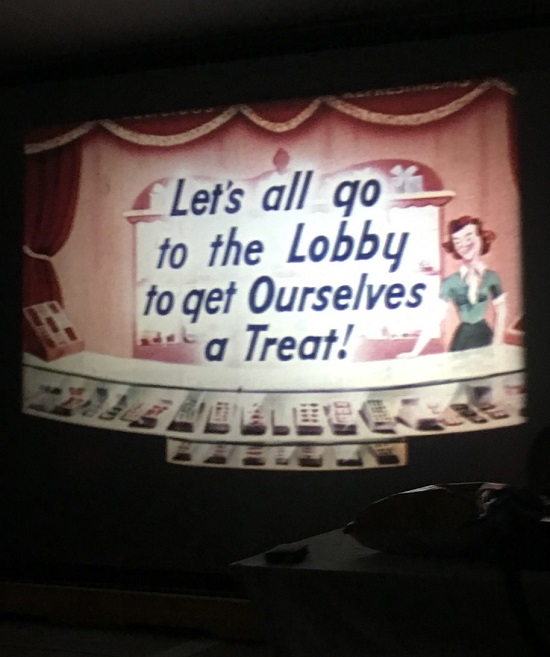 Let's all go
to the Lobby
to get Ourselves
a Treat!